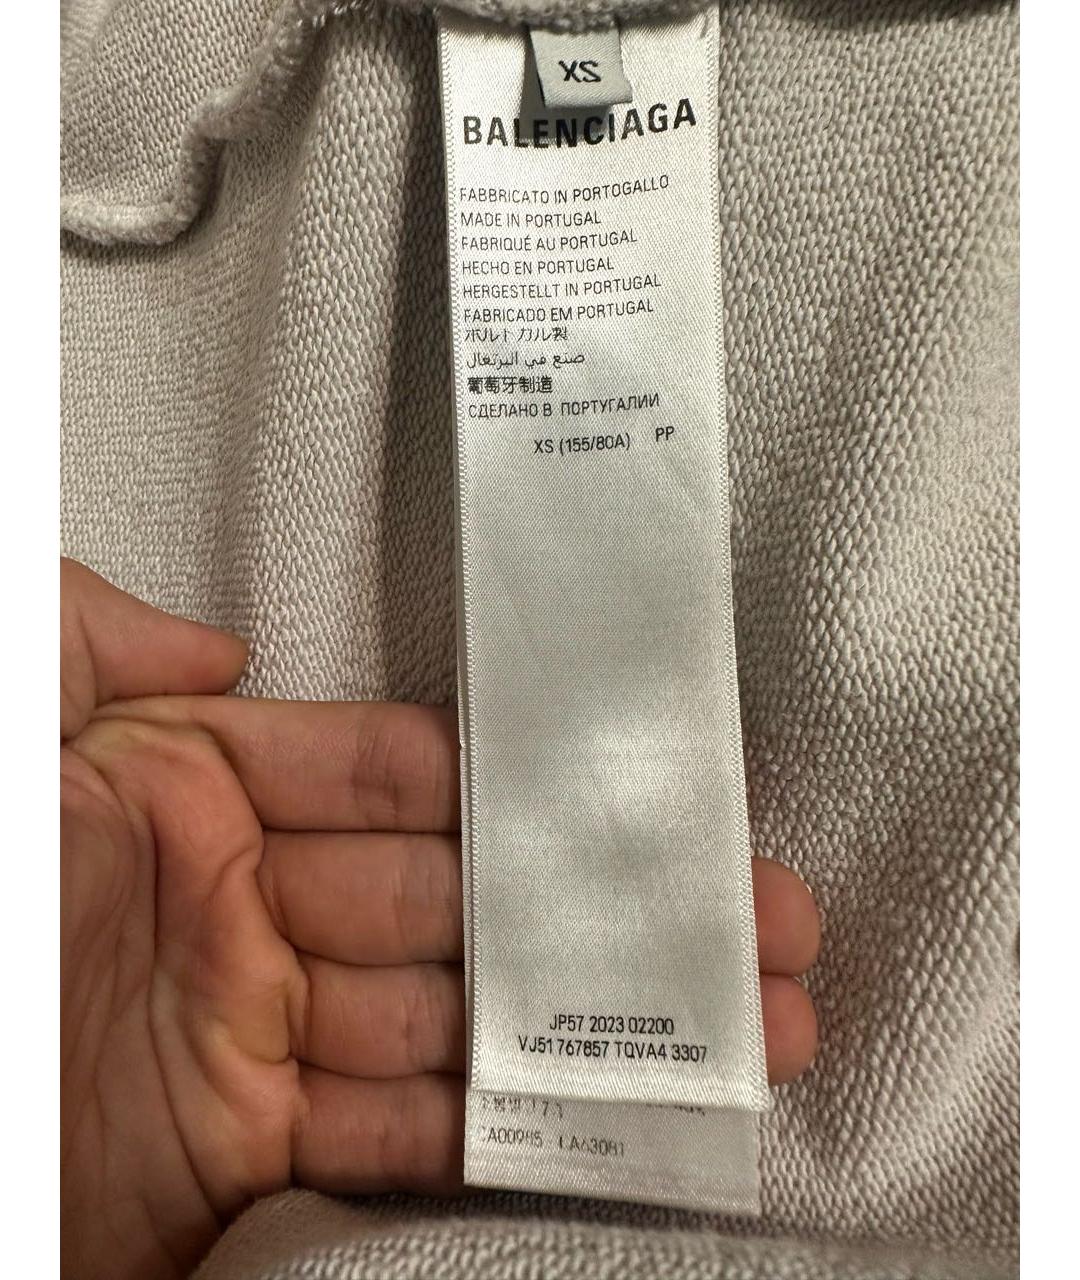 XS
BALENCIAGA
FABBRICATO IN PORTOGALLO
MADE IN PORTUGAL
FABRIQUÉ AU PORTUGAL
HECHO EN PORTUGAL
HERGESTELLT IN PORTUGAL
FABRICADO EM PORTUGAL
ポルトガル製
صنع في البرتغال
葡萄牙制造
СДЕЛАНО В ПОРТУГАЛИИ
XS (155/80A) PP
JP57 2023 02200
VJ51 767857 TQVA4 3307